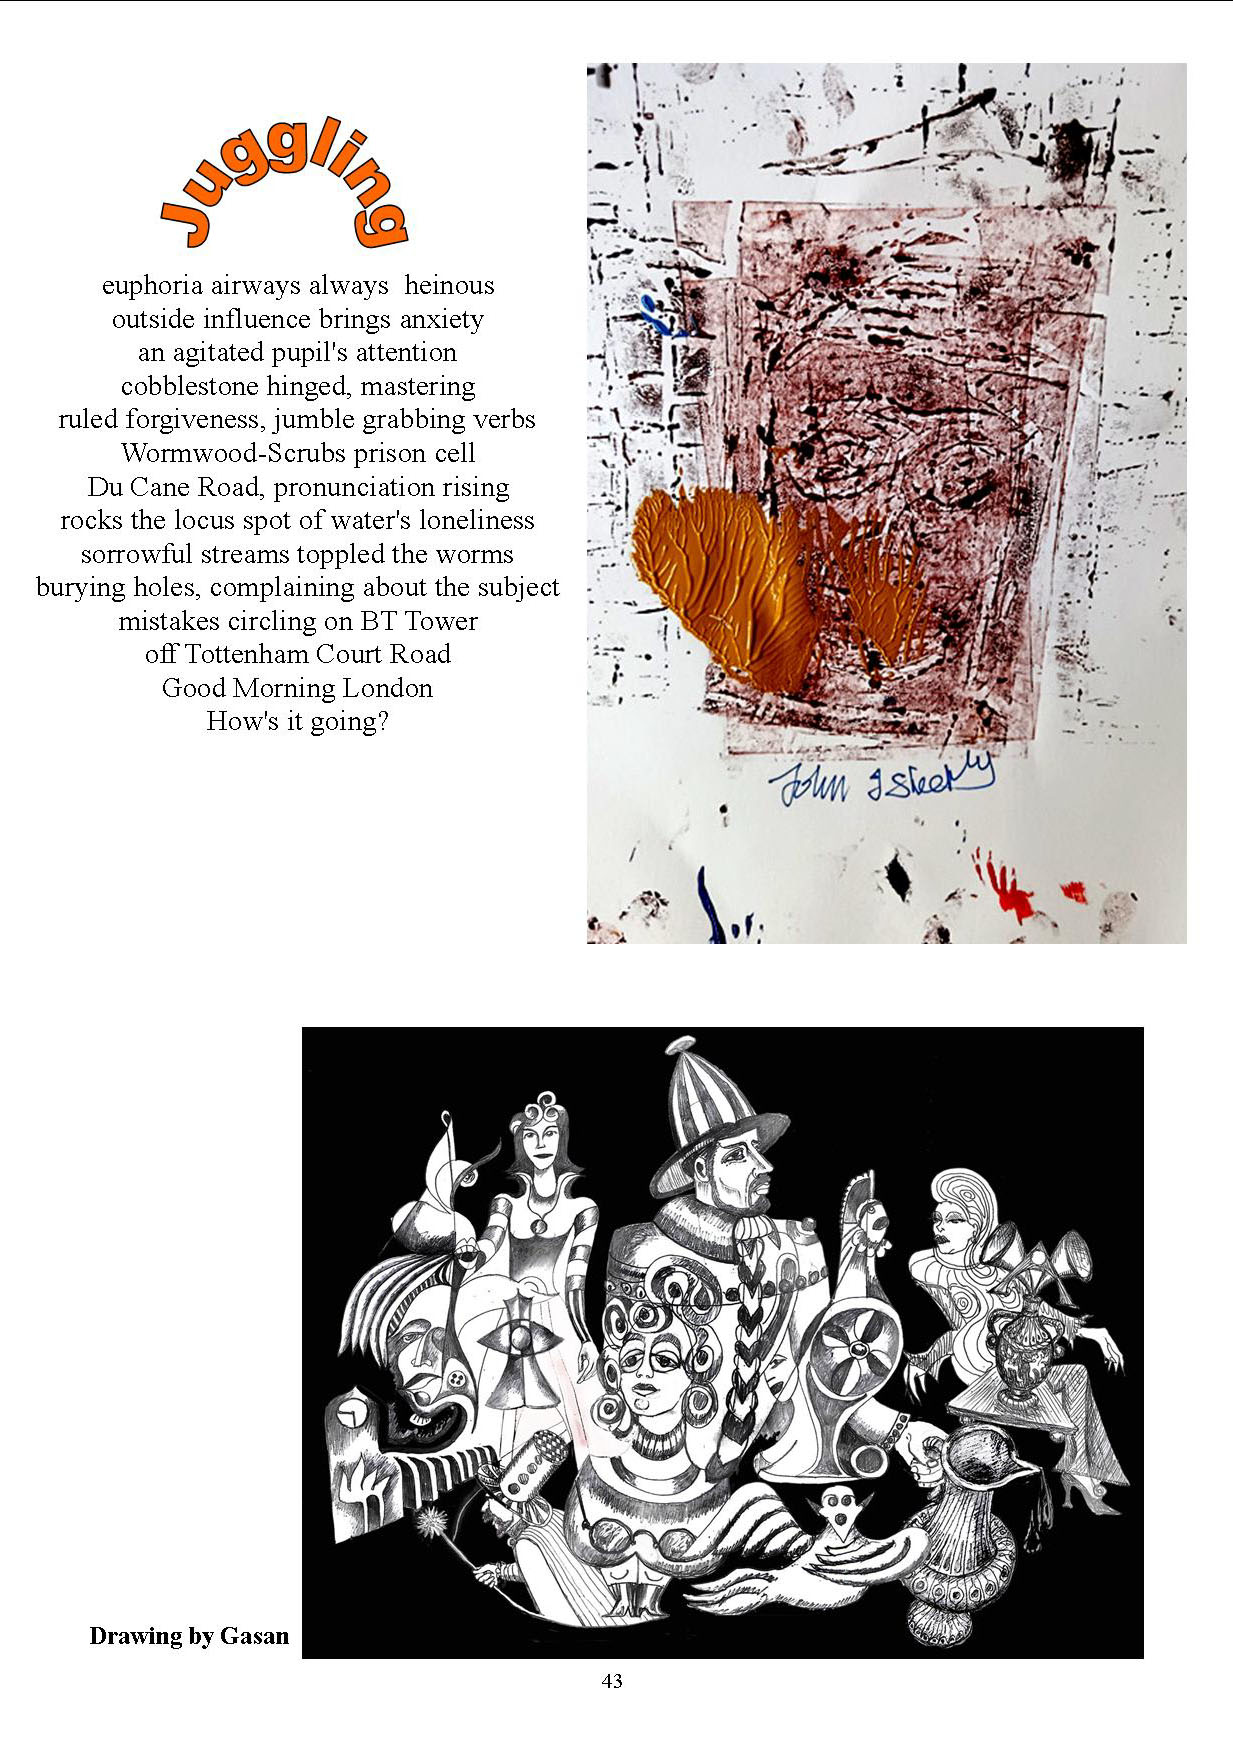 Juggling
euphoria airways always  heinous
outside influence brings anxiety
an agitated pupil's attention
cobblestone hinged, mastering
ruled forgiveness, jumble grabbing verbs
Wormwood-Scrubs prison cell
Du Cane Road, pronunciation rising
rocks the locus spot of water's loneliness
sorrowful streams toppled the worms
burying holes, complaining about the subject
mistakes circling on BT Tower
off Tottenham Court Road
Good Morning London
How's it going?
John
Drawing by Gasan
43